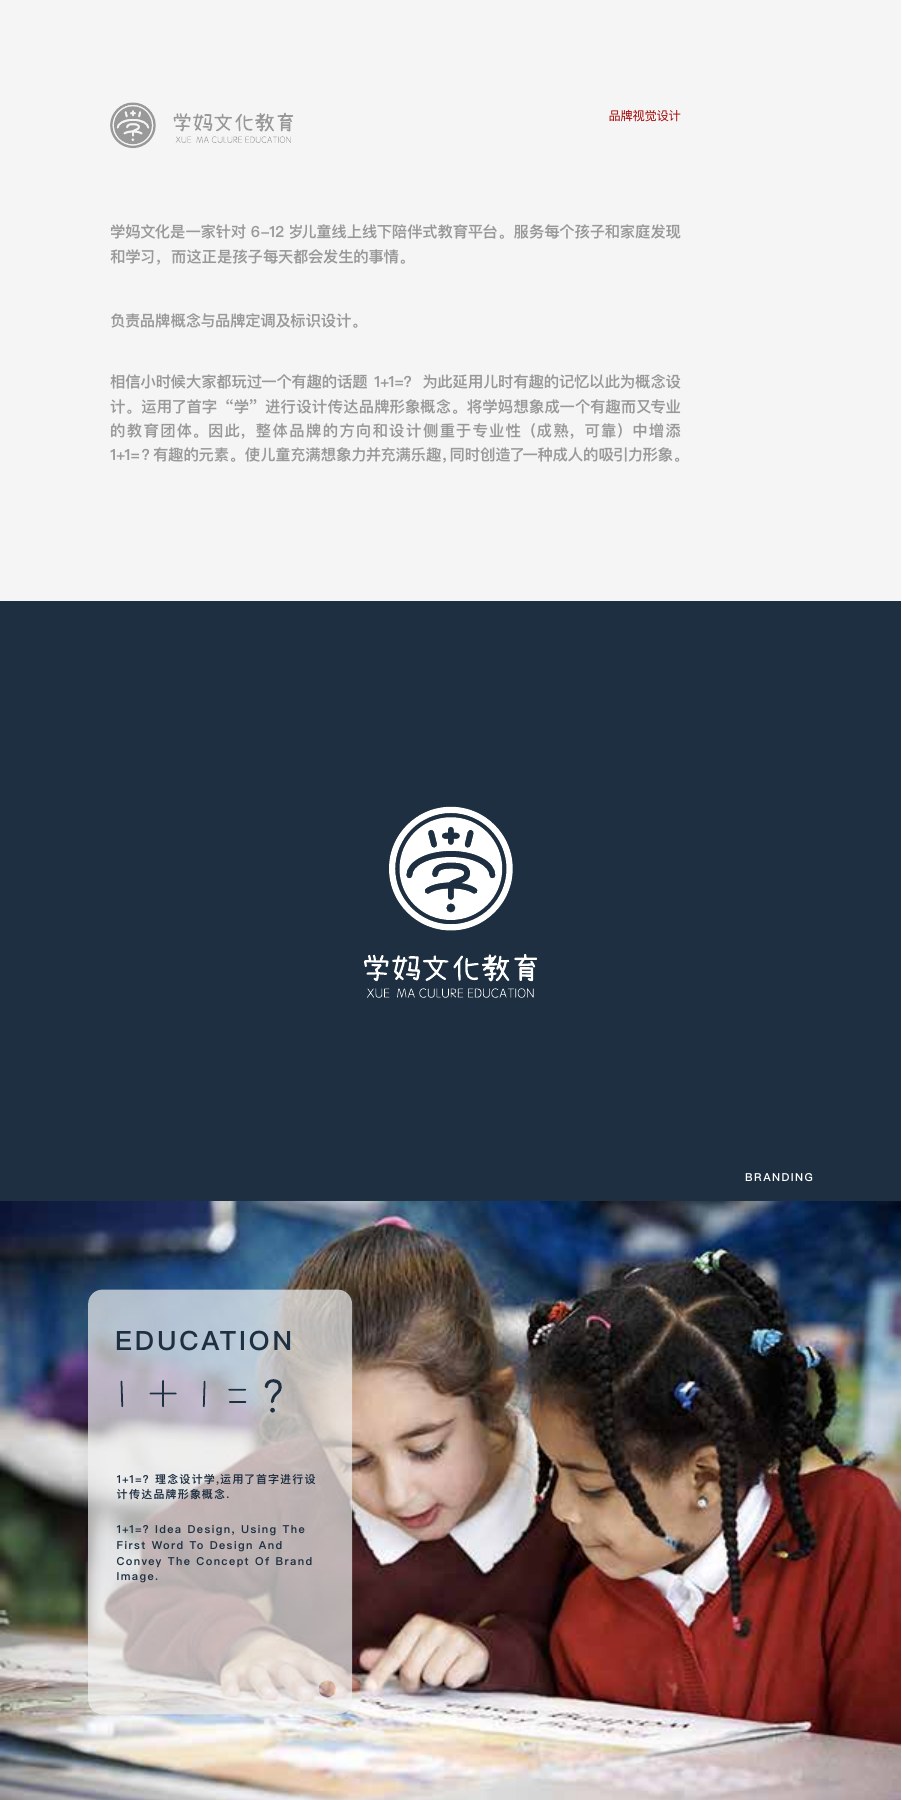 学妈文化教育
XUE MA CULURE EDUCATION
品牌视觉设计
学妈文化是一家针对 6–12 岁儿童线上线下陪伴式教育平台。服务每个孩子和家庭发现
和学习，而这正是孩子每天都会发生的事情。
负责品牌概念与品牌定调及标识设计。
相信小时候大家都玩过一个有趣的话题 1+1=? 为此延用儿时有趣的记忆以此为概念设
计。运用了首字“学”进行设计传达品牌形象概念。将学妈想象成一个有趣而又专业
的教育团体。因此，整体品牌的方向和设计侧重于专业性（成熟，可靠）中增添
1+1=? 有趣的元素。使儿童充满想象力并充满乐趣,同时创造了一种成人的吸引力形象。
学妈文化教育
XUE MA CULURE EDUCATION
BRANDING
EDUCATION
1+1=?
1+1=? 理念设计学,运用了首字进行设
计传达品牌形象概念.
1+1=? Idea Design, Using The
First Word To Design And
Convey The Concept Of Brand
Image.